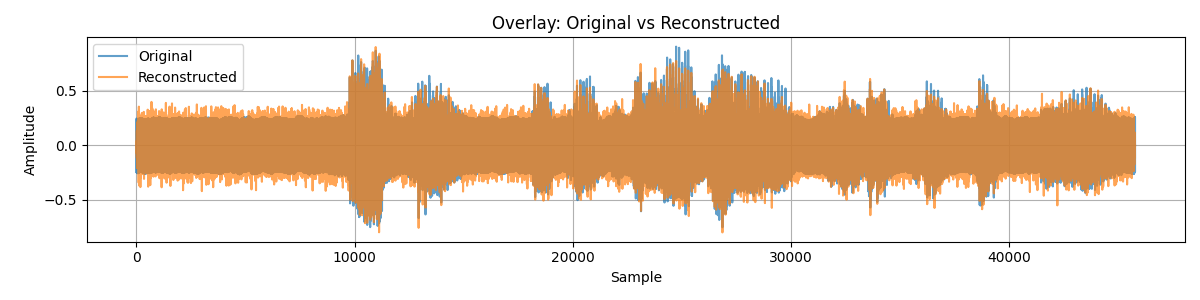 Overlay: Original vs Reconstructed
Original
Reconstructed
Amplitude
0.5
0.0
−0.5
0
10000
20000
30000
40000
Sample